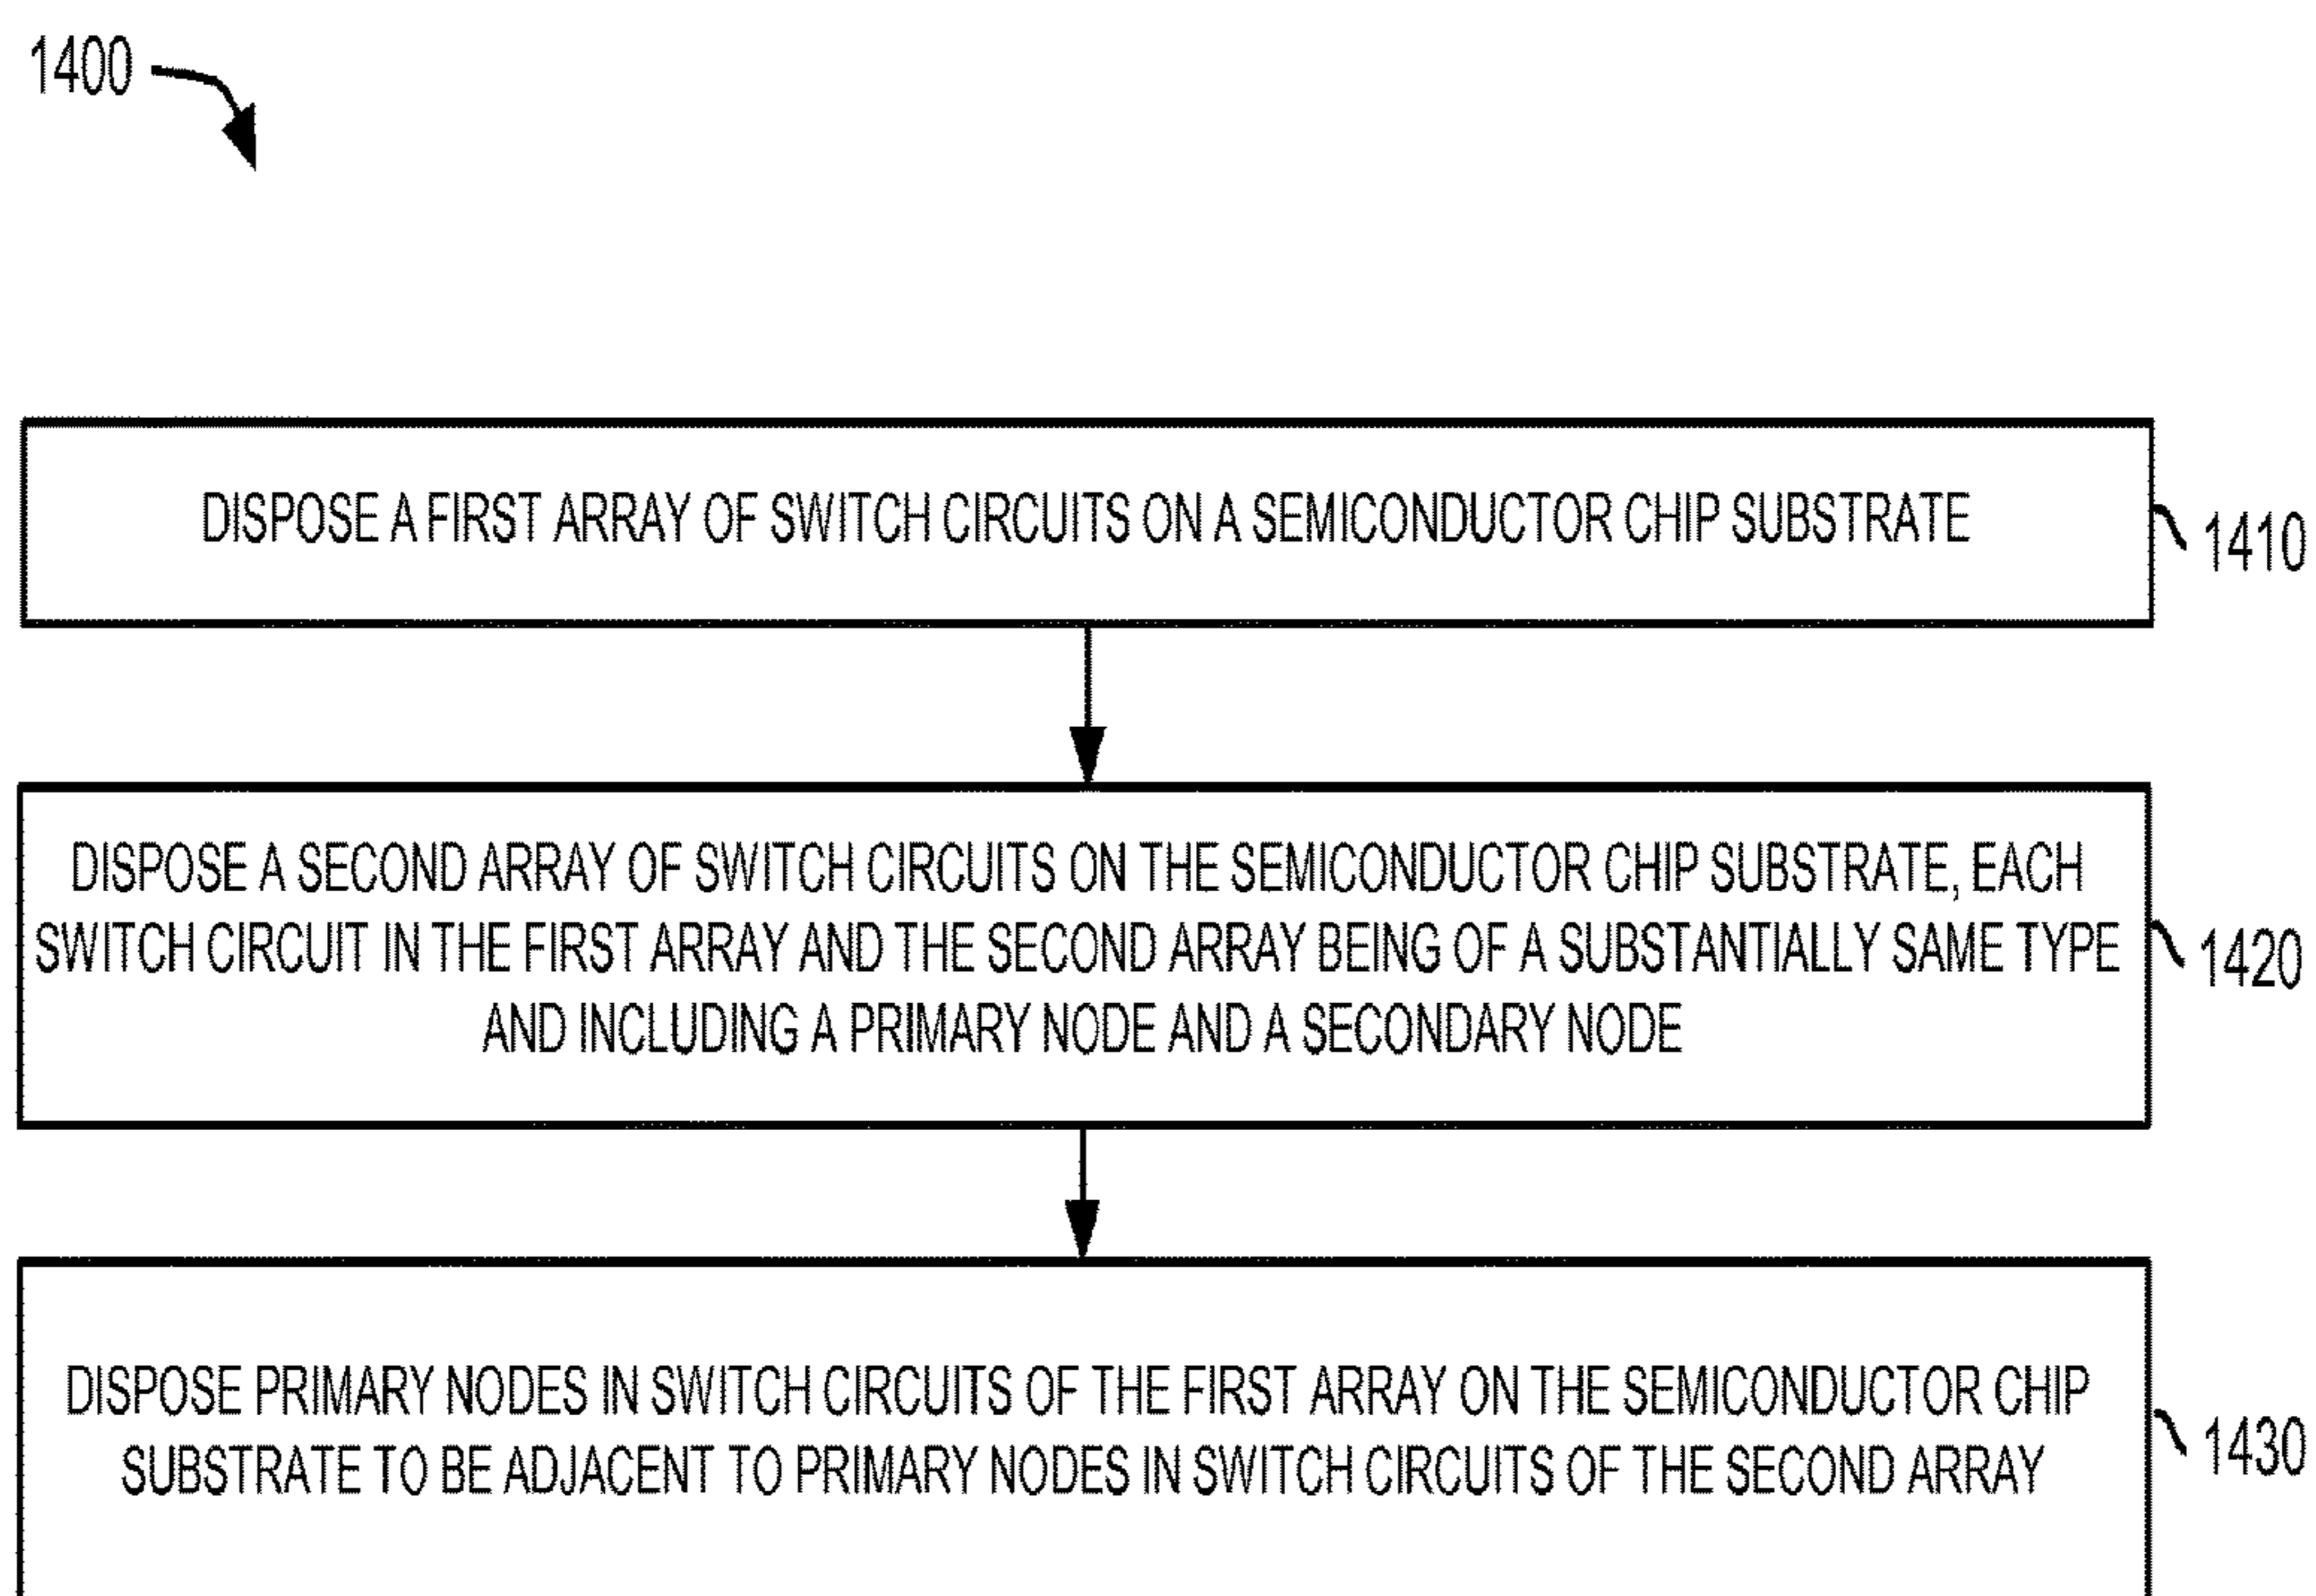 1400
DISPOSE A FIRST ARRAY OF SWITCH CIRCUITS ON A SEMICONDUCTOR CHIP SUBSTRATE
1410
DISPOSE A SECOND ARRAY OF SWITCH CIRCUITS ON THE SEMICONDUCTOR CHIP SUBSTRATE, EACH
SWITCH CIRCUIT IN THE FIRST ARRAY AND THE SECOND ARRAY BEING OF A SUBSTANTIALLY SAME TYPE
AND INCLUDING A PRIMARY NODE AND A SECONDARY NODE
1420
DISPOSE PRIMARY NODES IN SWITCH CIRCUITS OF THE FIRST ARRAY ON THE SEMICONDUCTOR CHIP
SUBSTRATE TO BE ADJACENT TO PRIMARY NODES IN SWITCH CIRCUITS OF THE SECOND ARRAY
1430